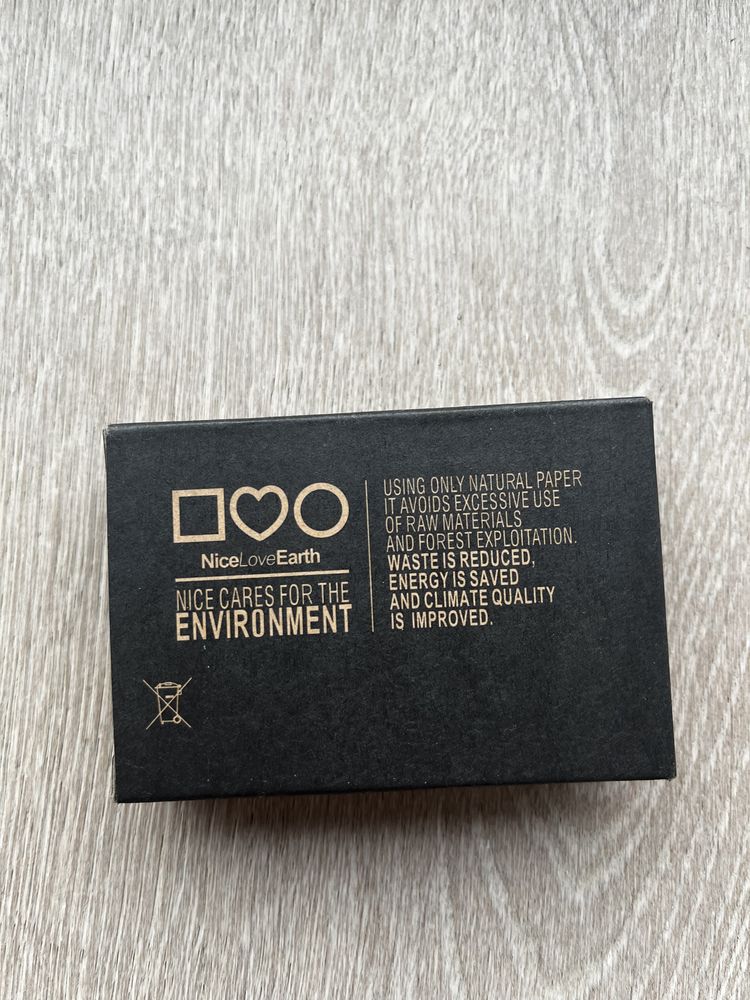 NiceLoveEarth
NICE CARES FOR THE
ENVIRONMENT
USING ONLY NATURAL PAPER
IT AVOIDS EXCESSIVE USE
OF RAW MATERIALS
AND FOREST EXPLOITATION.
WASTE IS REDUCED,
ENERGY IS SAVED
AND CLIMATE QUALITY
IS IMPROVED.